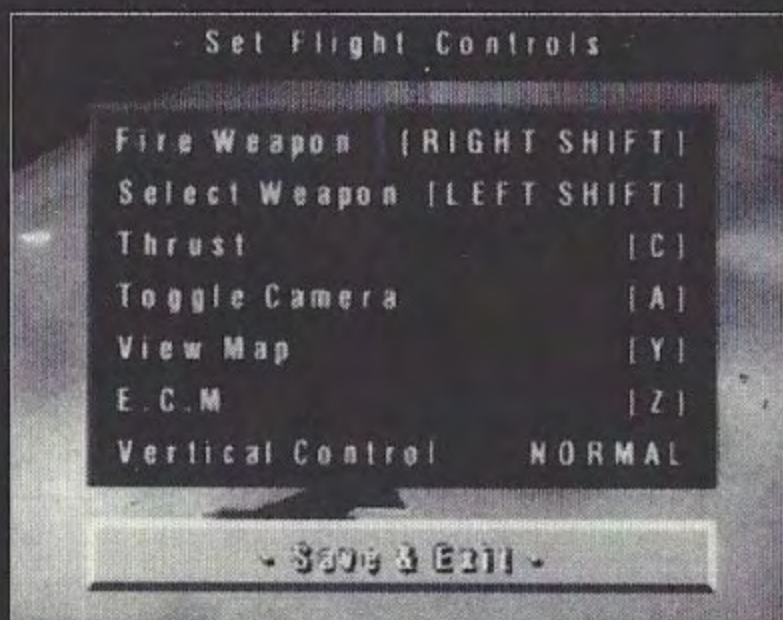 - Set Flight Controls -
Fire Weapon [RIGHT SHIFT]
Select Weapon [LEFT SHIFT]
Thrust [C]
Toggle Camera [A]
View Map [Y]
E.C.M [Z]
Vertical Control NORMAL
- Save & Exit -